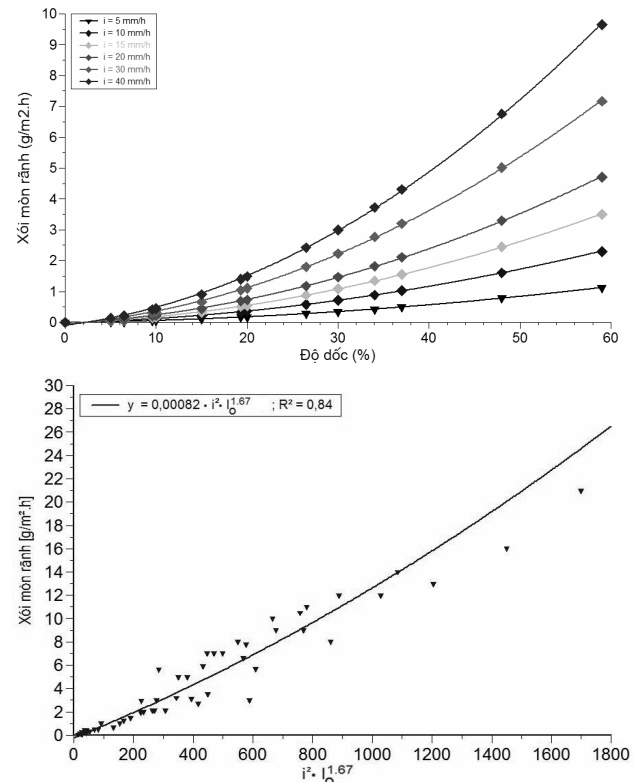 10
9
8
7
6
5
4
3
2
1
0
Xói mòn rãnh (g/m2.h)
i = 5 mm/h
i = 10 mm/h
i = 15 mm/h
i = 20 mm/h
i = 30 mm/h
i = 40 mm/h
0 10 20 30 40 50 60
Độ dốc (%)
30
28
26
24
22
20
18
16
14
12
10
8
6
4
2
0
Xói mòn rãnh [g/m².h]
y = 0,00082 · i²· I_O^1.67 ; R² = 0,84
0 200 400 600 800 1000 1200 1400 1600 1800
i²· I_O^1.67